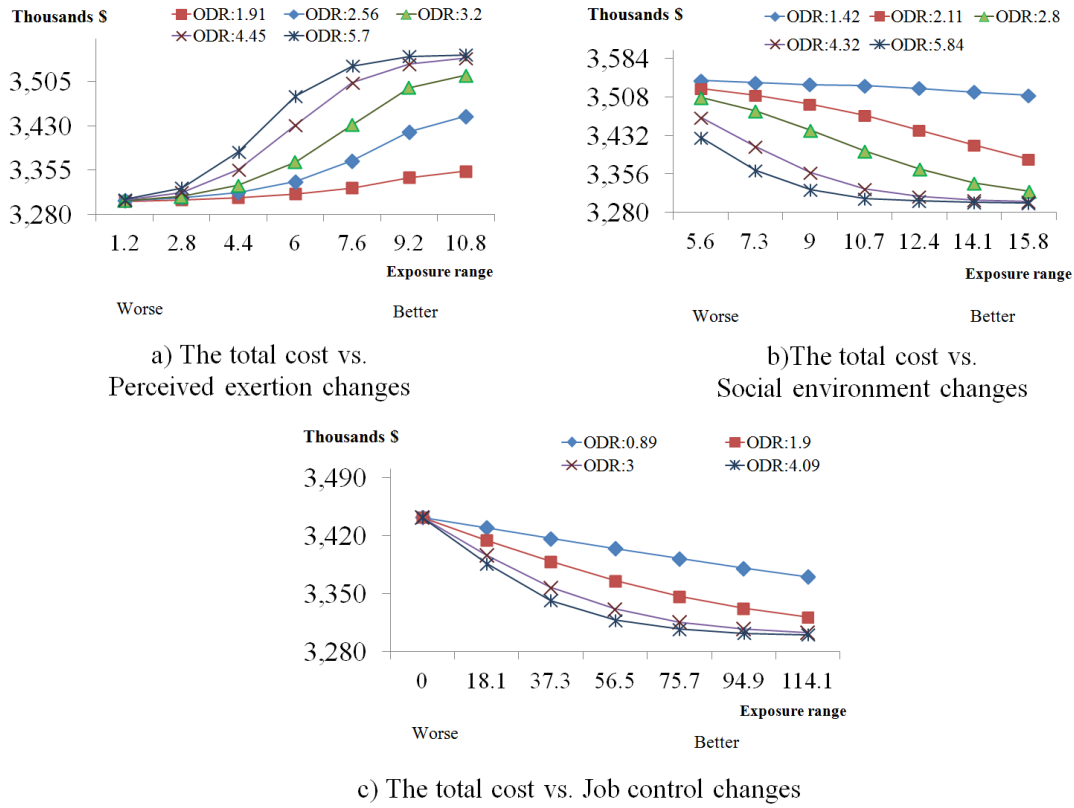 Thousands $
ODR:1.91 ODR:2.56 ODR:3.2
ODR:4.45 ODR:5.7
3,505
3,430
3,355
3,280
1.2 2.8 4.4 6 7.6 9.2 10.8
Exposure range
Worse Better
a) The total cost vs.
Perceived exertion changes
Thousands $
ODR:1.42 ODR:2.11 ODR:2.8
ODR:4.32 ODR:5.84
3,584
3,508
3,432
3,356
3,280
5.6 7.3 9 10.7 12.4 14.1 15.8
Exposure range
Worse Better
b)The total cost vs.
Social environment changes
Thousands $
ODR:0.89 ODR:1.9
ODR:3 ODR:4.09
3,490
3,420
3,350
3,280
0 18.1 37.3 56.5 75.7 94.9 114.1
Exposure range
Worse Better
c) The total cost vs. Job control changes